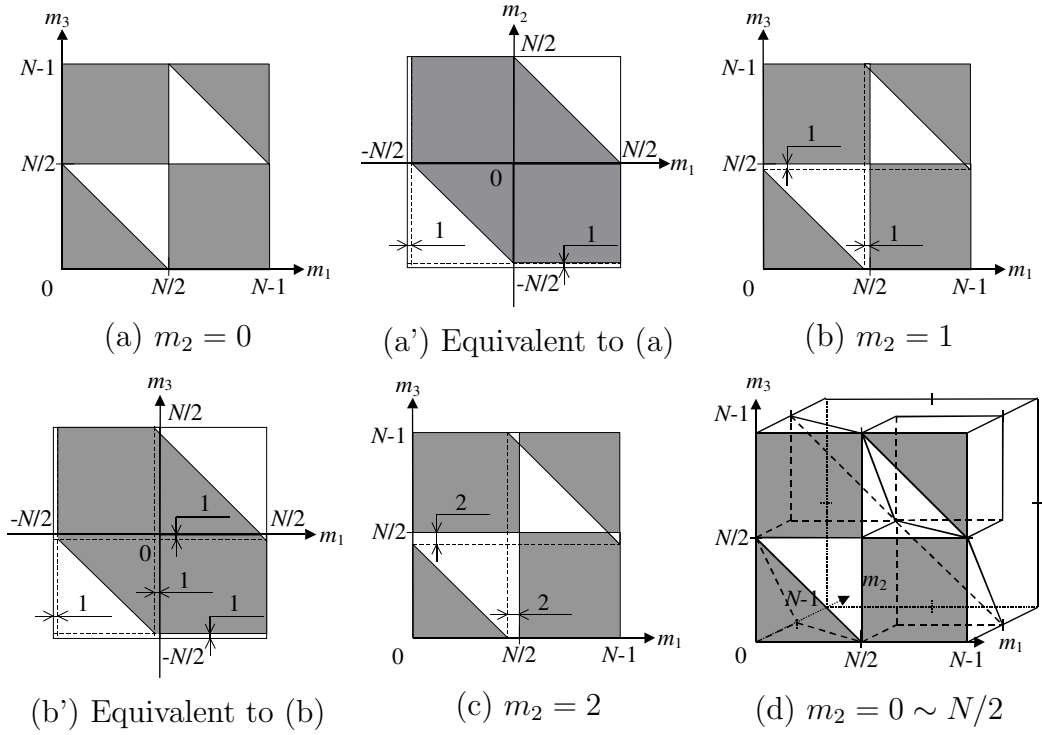 m3
N-1
N/2
0
N/2
N-1
m1
(a) m2 = 0
m2
N/2
-N/2
0
N/2
m1
1
1
-N/2
(a') Equivalent to (a)
m3
N-1
1
N/2
1
0
N/2
N-1
m1
(b) m2 = 1
m3
N/2
1
-N/2
0
N/2
m1
1
1
1
-N/2
(b') Equivalent to (b)
m3
N-1
2
N/2
2
0
N/2
N-1
m1
(c) m2 = 2
m3
N-1
N/2
N-1
m2
0
N/2
N-1
m1
(d) m2 = 0 ∼ N/2